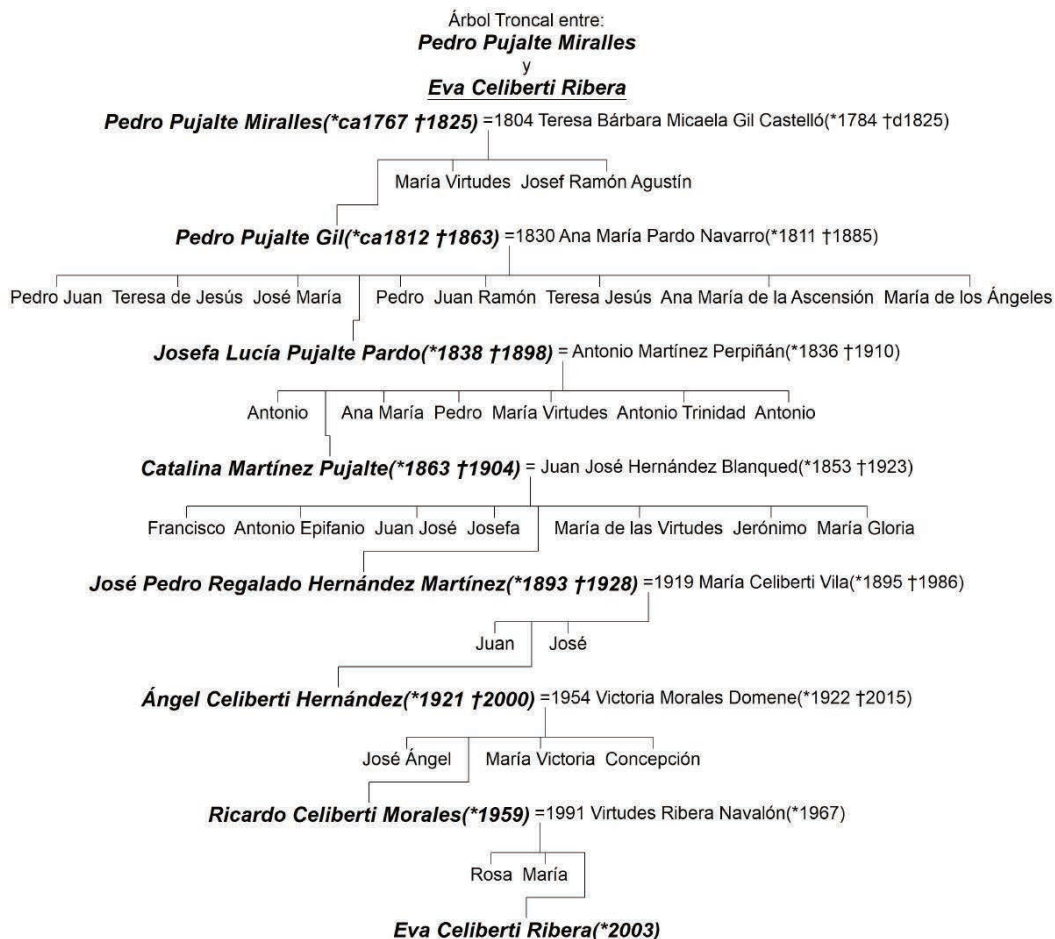 Árbol Troncal entre:
Pedro Pujalte Miralles
y
Eva Celiberti Ribera
Pedro Pujalte Miralles(*ca1767 †1825) =1804 Teresa Bárbara Micaela Gil Castelló(*1784 †d1825)
María Virtudes Josef Ramón Agustín
Pedro Pujalte Gil(*ca1812 †1863) =1830 Ana María Pardo Navarro(*1811 †1885)
Pedro Juan Teresa de Jesús José María Pedro Juan Ramón Teresa Jesús Ana María de la Ascensión María de los Ángeles
Josefa Lucía Pujalte Pardo(*1838 †1898) = Antonio Martínez Perpiñán(*1836 †1910)
Antonio Ana María Pedro María Virtudes Antonio Trinidad Antonio
Catalina Martínez Pujalte(*1863 †1904) = Juan José Hernández Blanqued(*1853 †1923)
Francisco Antonio Epifanio Juan José Josefa María de las Virtudes Jerónimo María Gloria
José Pedro Regalado Hernández Martínez(*1893 †1928) =1919 María Celiberti Vila(*1895 †1986)
Juan José
Ángel Celiberti Hernández(*1921 †2000) =1954 Victoria Morales Domene(*1922 †2015)
José Ángel María Victoria Concepción
Ricardo Celiberti Morales(*1959) =1991 Virtudes Ribera Navalón(*1967)
Rosa María
Eva Celiberti Ribera(*2003)